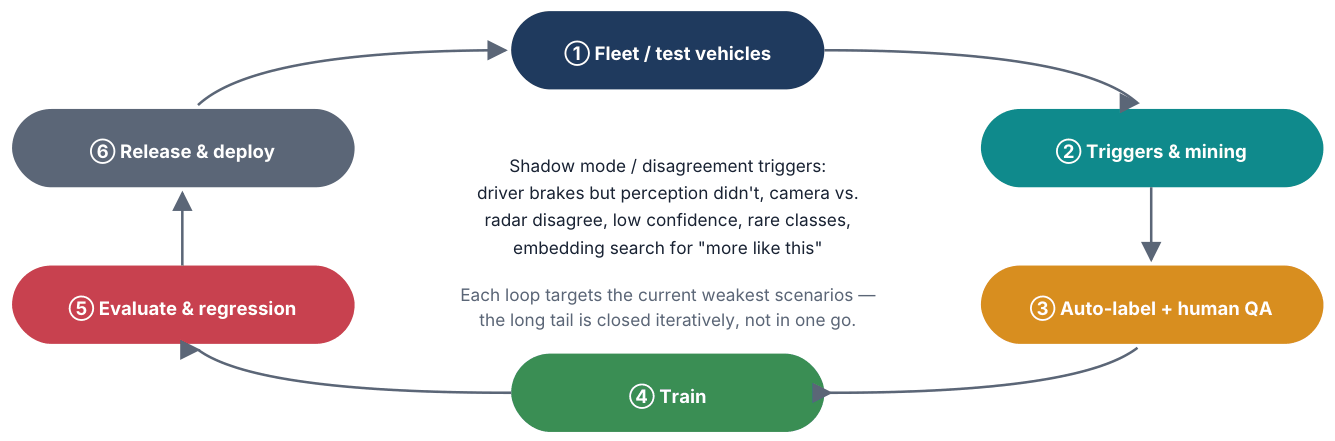 ① Fleet / test vehicles
② Triggers & mining
③ Auto-label + human QA
④ Train
⑤ Evaluate & regression
⑥ Release & deploy
Shadow mode / disagreement triggers:
driver brakes but perception didn't, camera vs.
radar disagree, low confidence, rare classes,
embedding search for "more like this"
Each loop targets the current weakest scenarios —
the long tail is closed iteratively, not in one go.